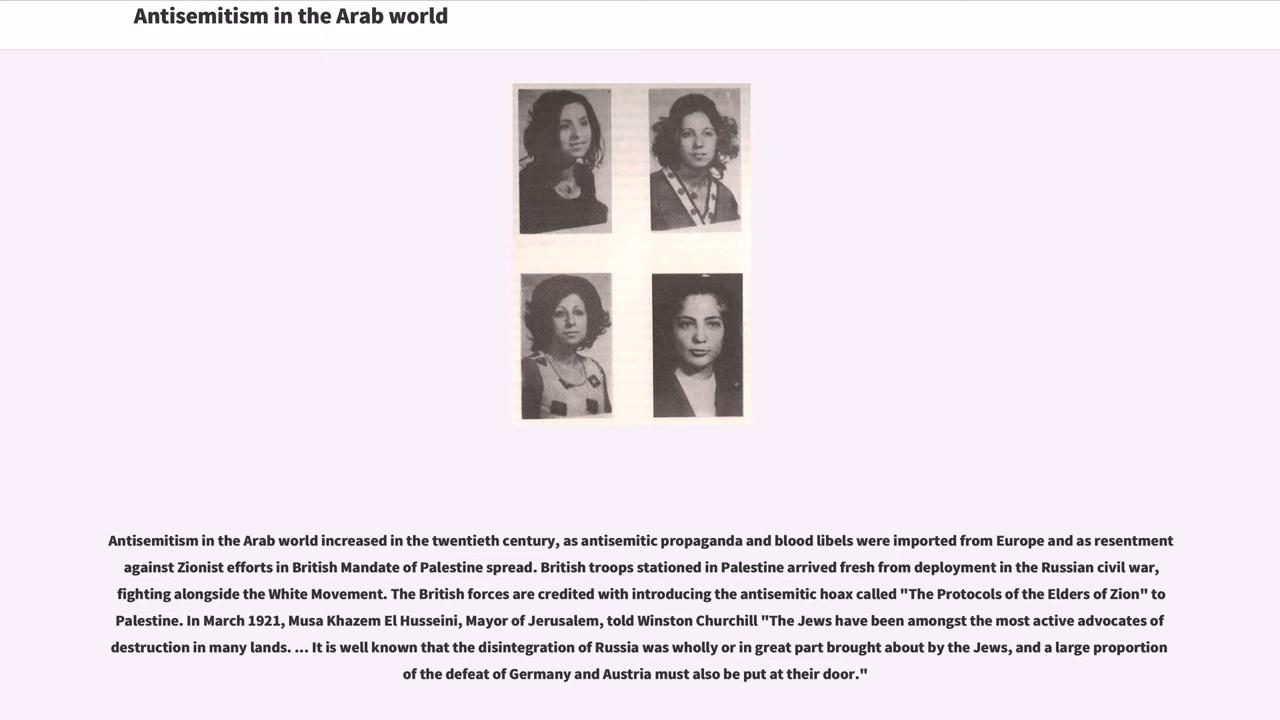 Antisemitism in the Arab world
Antisemitism in the Arab world increased in the twentieth century, as antisemitic propaganda and blood libels were imported from Europe and as resentment
against Zionist efforts in British Mandate of Palestine spread. British troops stationed in Palestine arrived fresh from deployment in the Russian civil war,
fighting alongside the White Movement. The British forces are credited with introducing the antisemitic hoax called "The Protocols of the Elders of Zion" to
Palestine. In March 1921, Musa Khazem El Husseini, Mayor of Jerusalem, told Winston Churchill "The Jews have been amongst the most active advocates of
destruction in many lands. ... It is well known that the disintegration of Russia was wholly or in great part brought about by the Jews, and a large proportion
of the defeat of Germany and Austria must also be put at their door."